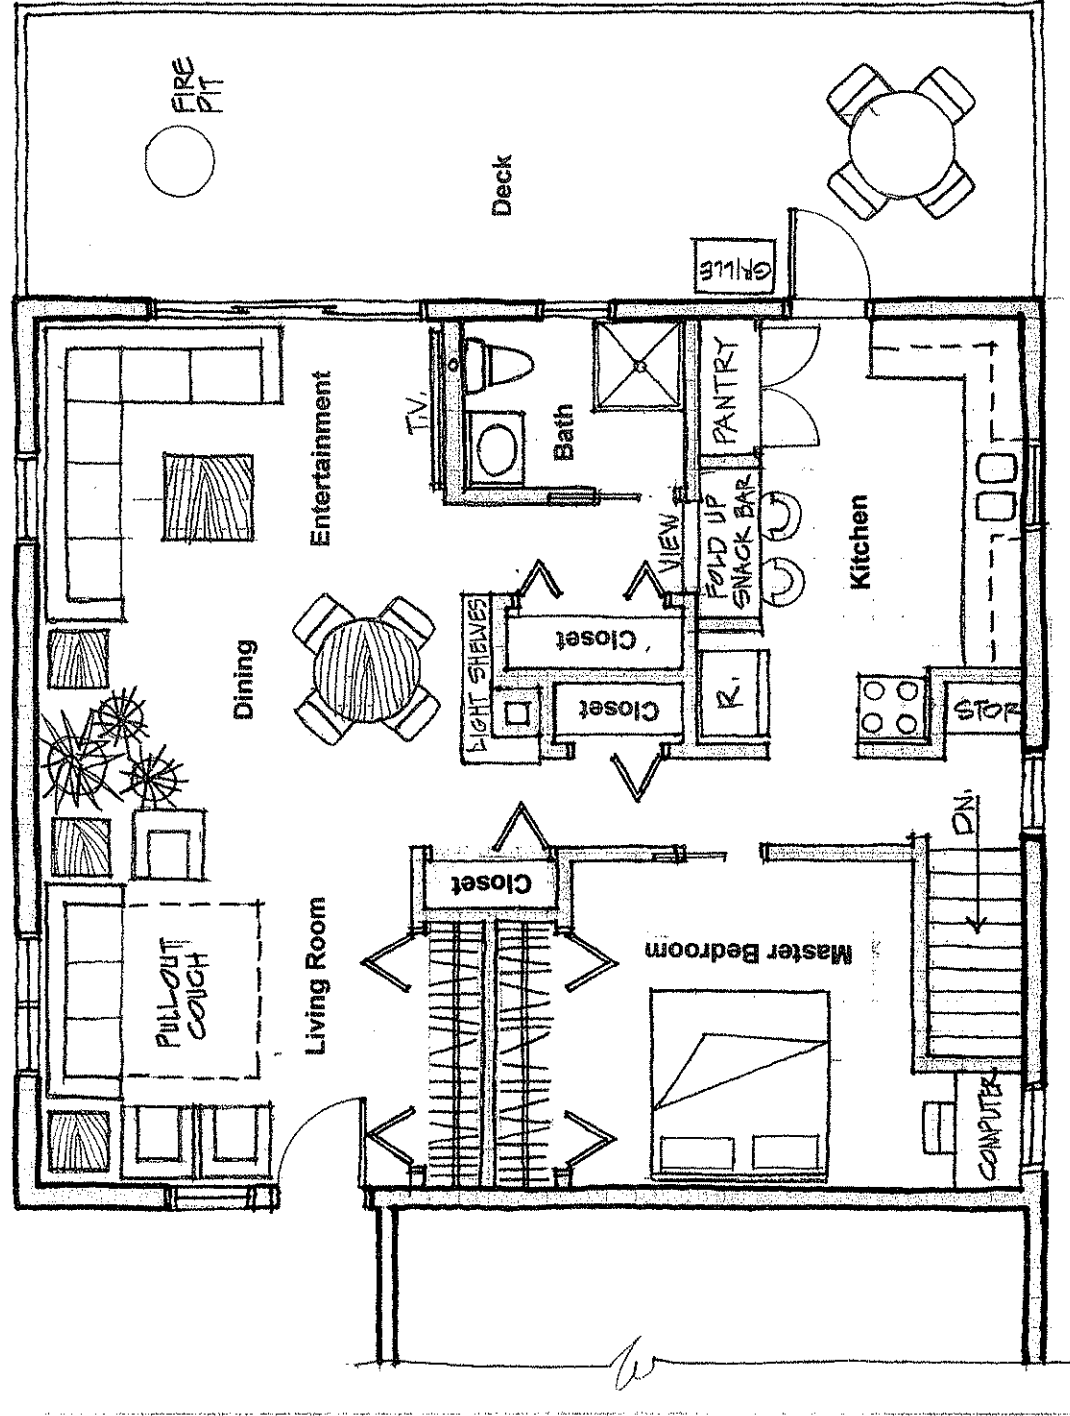 FIRE
PIT
Deck
GRILLE
Entertainment
T.V.
Bath
PANTRY
VIEW
FOLD UP
SNACK BAR
Kitchen
Dining
LIGHT SHELVES
Closet
Closet
R.
STOR
DN.
Closet
Living Room
PULLOUT
COUCH
Master Bedroom
COMPUTER